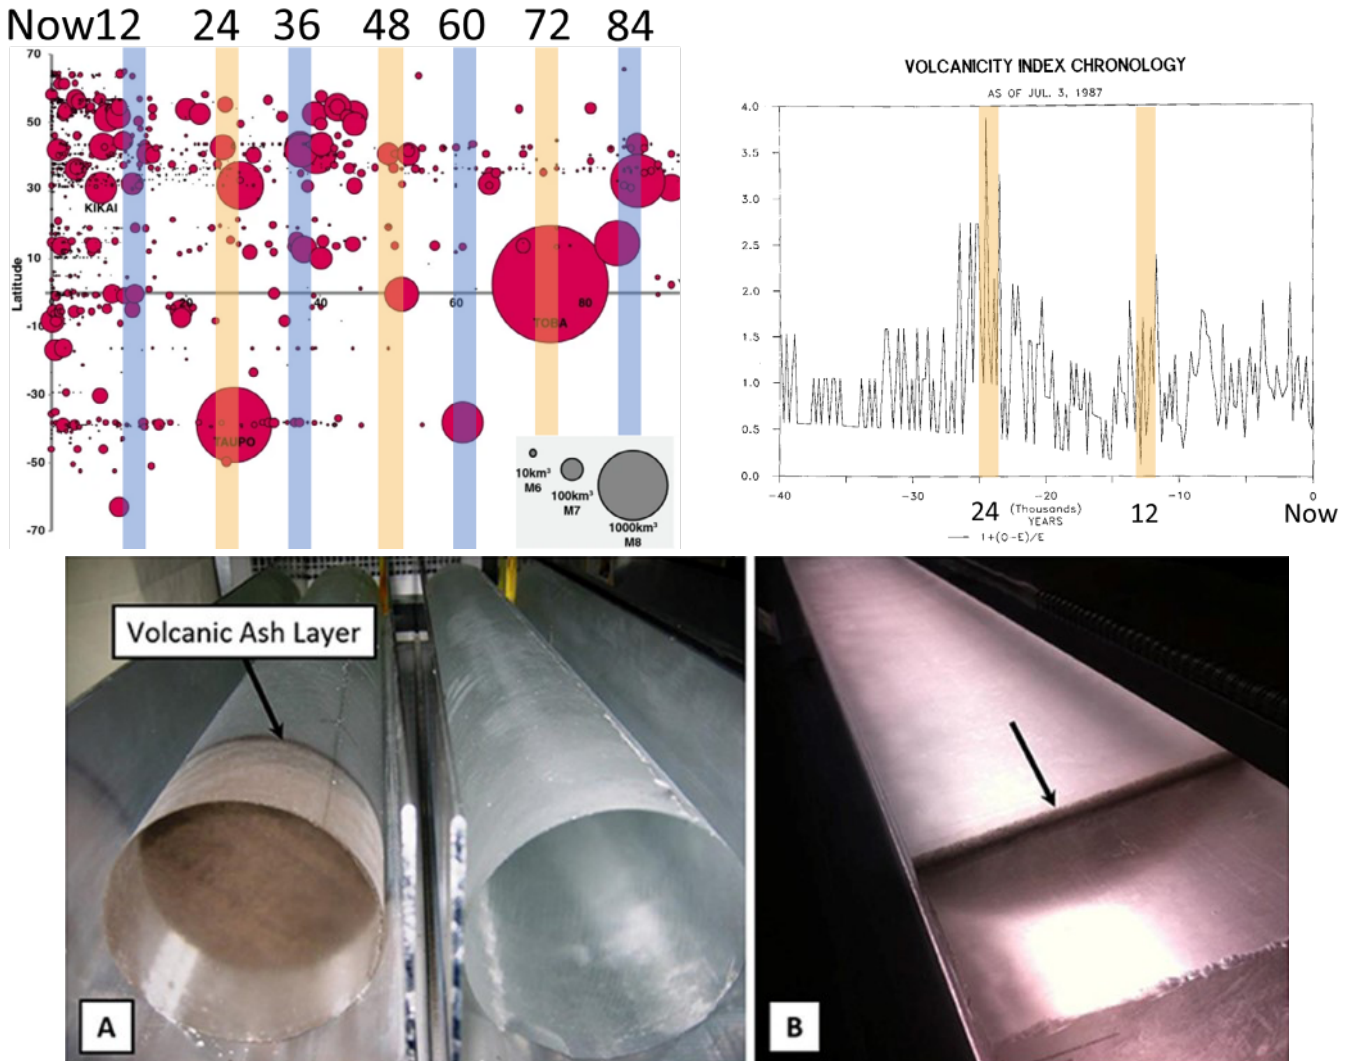 Now 12 24 36 48 60 72 84
70
50
30
10
-10
-30
-50
-70
Latitude
KIKAI
20 40 60 80
TOBA
TAUPO
10km³
M6
100km³
M7
1000km³
M8
VOLCANICITY INDEX CHRONOLOGY
AS OF JUL. 3, 1987
4.0
3.5
3.0
2.5
2.0
1.5
1.0
0.5
0.0
-40 -30 -20 -10 0
24 (Thousands) 12 Now
YEARS
1+(O-E)/E
Volcanic Ash Layer
A
B